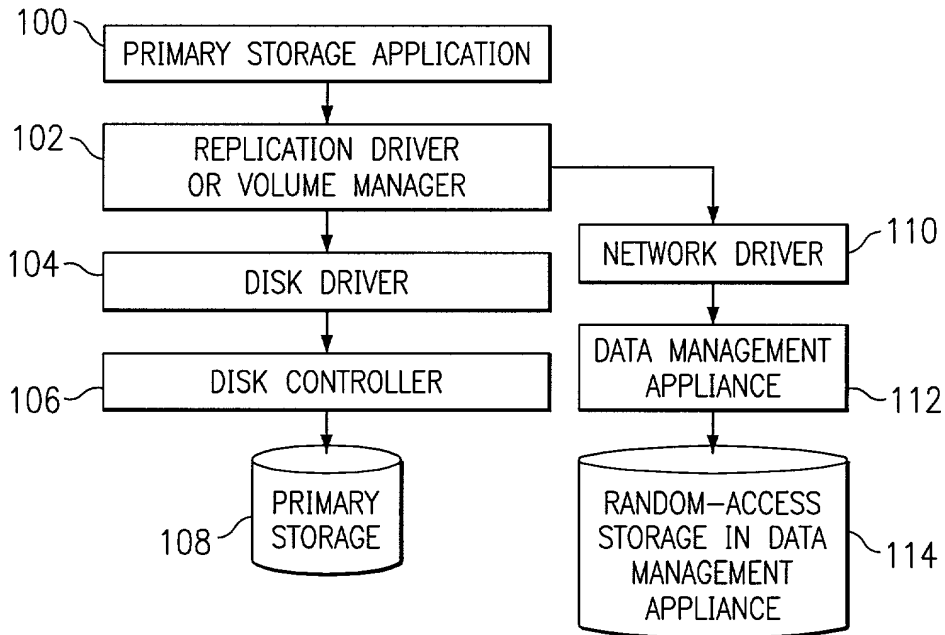 100
PRIMARY STORAGE APPLICATION
102
REPLICATION DRIVER
OR VOLUME MANAGER
104
DISK DRIVER
106
DISK CONTROLLER
PRIMARY
STORAGE
108
110
NETWORK DRIVER
DATA MANAGEMENT
APPLIANCE
112
RANDOM-ACCESS
STORAGE IN DATA
MANAGEMENT
APPLIANCE
114